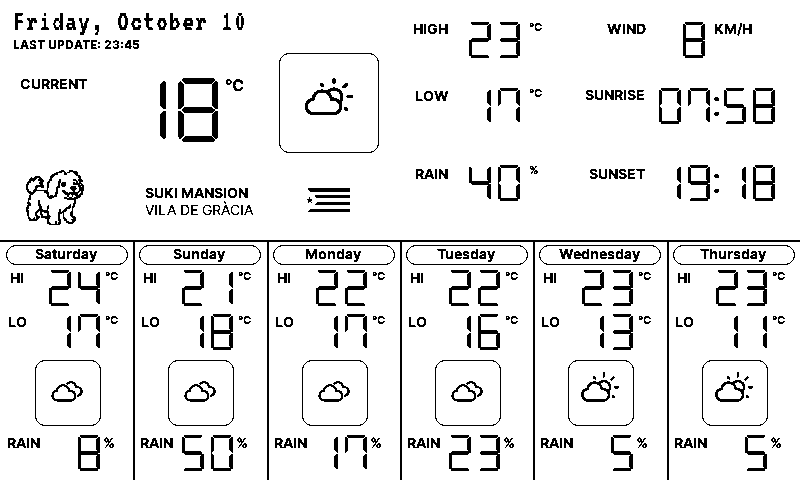 Friday, October 10
LAST UPDATE: 23:45
CURRENT 18 °C
SUKI MANSION
VILA DE GRÀCIA
HIGH 23 °C
LOW 17 °C
RAIN 40 %
WIND 8 KM/H
SUNRISE 07:58
SUNSET 19:18
Saturday
HI 24 °C
LO 17 °C
RAIN 8 %
Sunday
HI 21 °C
LO 18 °C
RAIN 50 %
Monday
HI 22 °C
LO 17 °C
RAIN 17 %
Tuesday
HI 22 °C
LO 16 °C
RAIN 23 %
Wednesday
HI 23 °C
LO 13 °C
RAIN 5 %
Thursday
HI 23 °C
LO 11 °C
RAIN 5 %